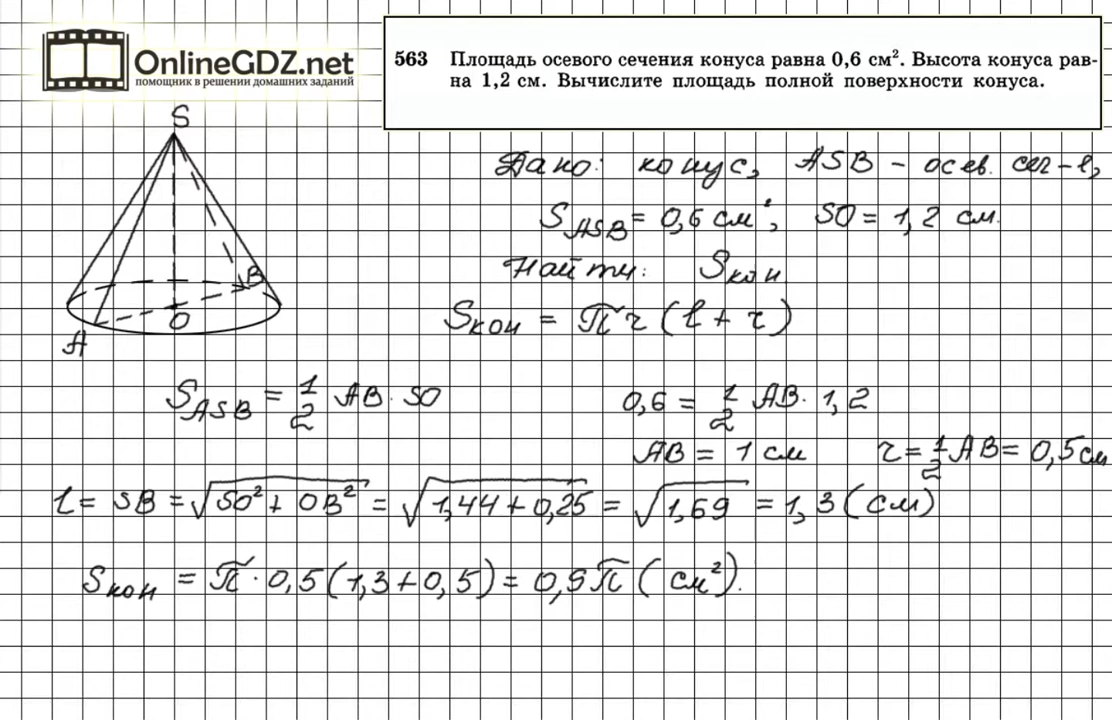 OnlineGDZ.net
помощник в решении домашних заданий
563 Площадь осевого сечения конуса равна 0,6 см². Высота конуса рав-
на 1,2 см. Вычислите площадь полной поверхности конуса.
S
B
O
A
Дано: конус, ASB – осев. сеч-е,
S_ASB = 0,6 см², SO = 1,2 см.
Найти: S_кон
S_кон = πr(l + r)
S_ASB = 1/2 AB · SO
0,6 = 1/2 AB · 1,2
AB = 1 см r = 1/2 AB = 0,5 см
l = SB = √(SO² + OB²) = √(1,44 + 0,25) = √1,69 = 1,3 (см)
S_кон = π · 0,5 (1,3 + 0,5) = 0,9π (см²).